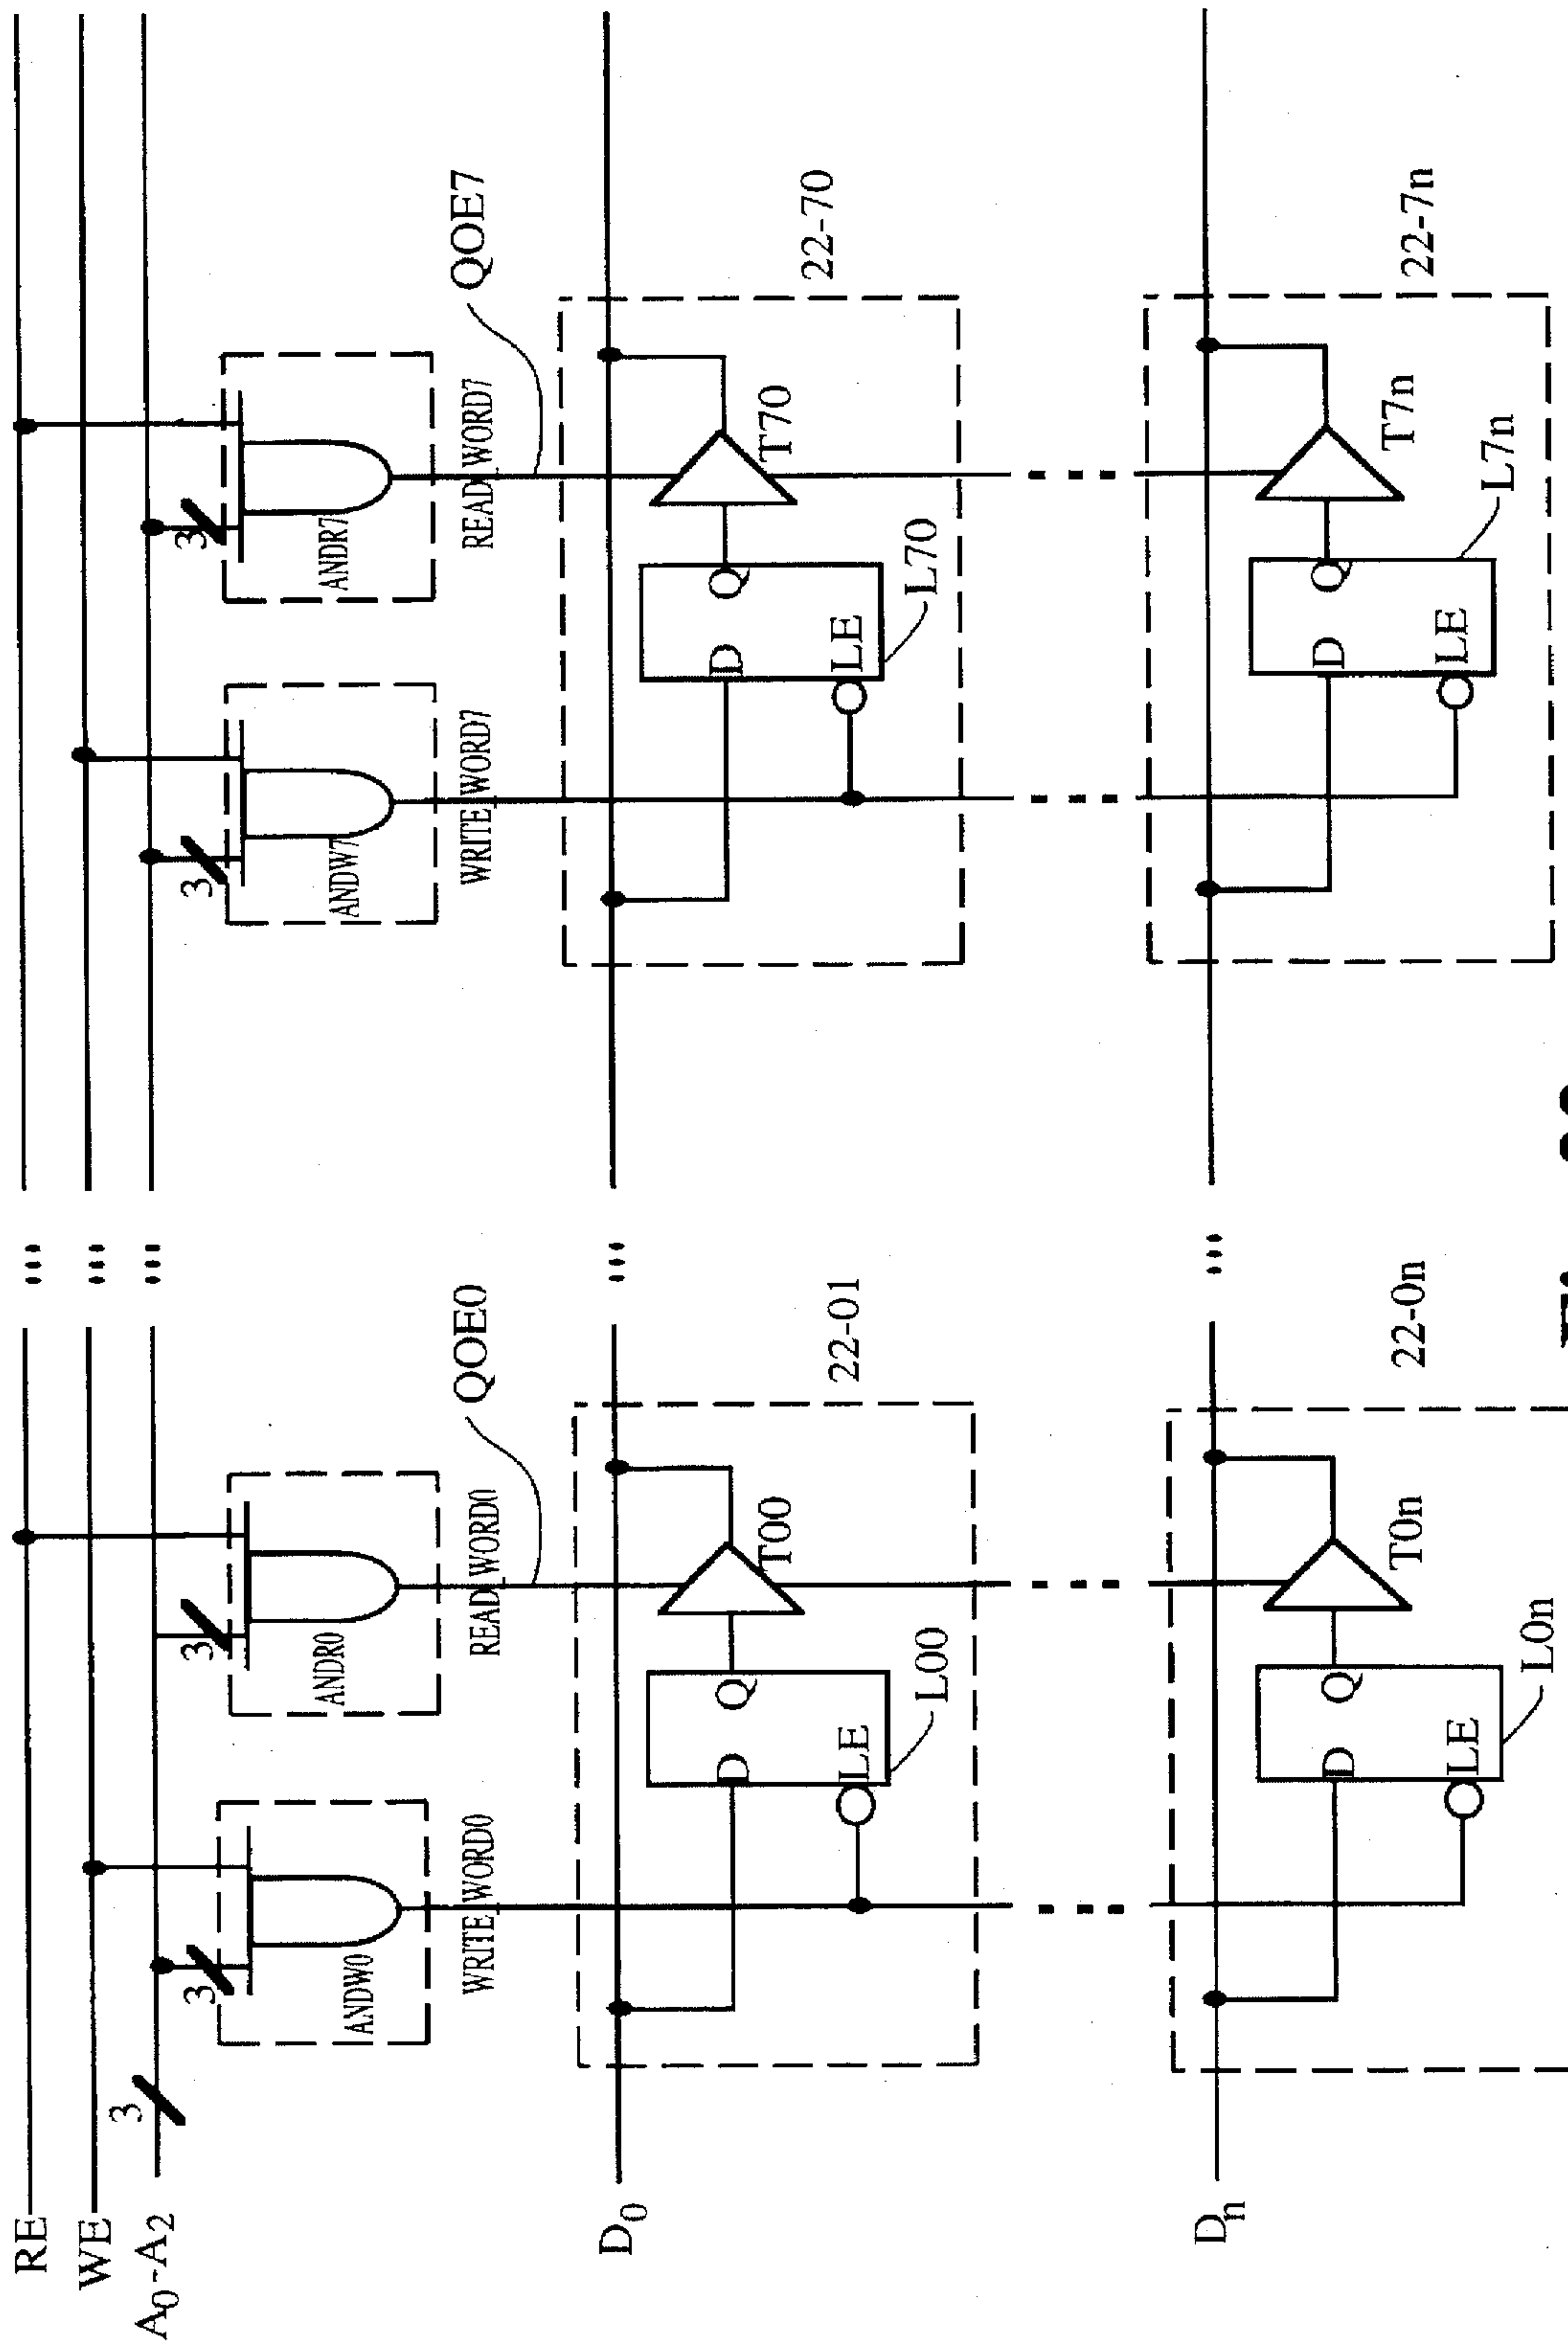 RE
WE
A0-A2
3
3
ANDW0
3
ANDR0
3
ANDW7
3
ANDR7
WRITE WORD0
READ WORD0
QOE0
WRITE WORD7
READ WORD7
QOE7
D0
D
Q
LE
L00
T00
22-01
D
Q
LE
L70
T70
22-70
Dn
D
Q
LE
L0n
T0n
22-0n
D
Q
LE
L7n
T7n
22-7n